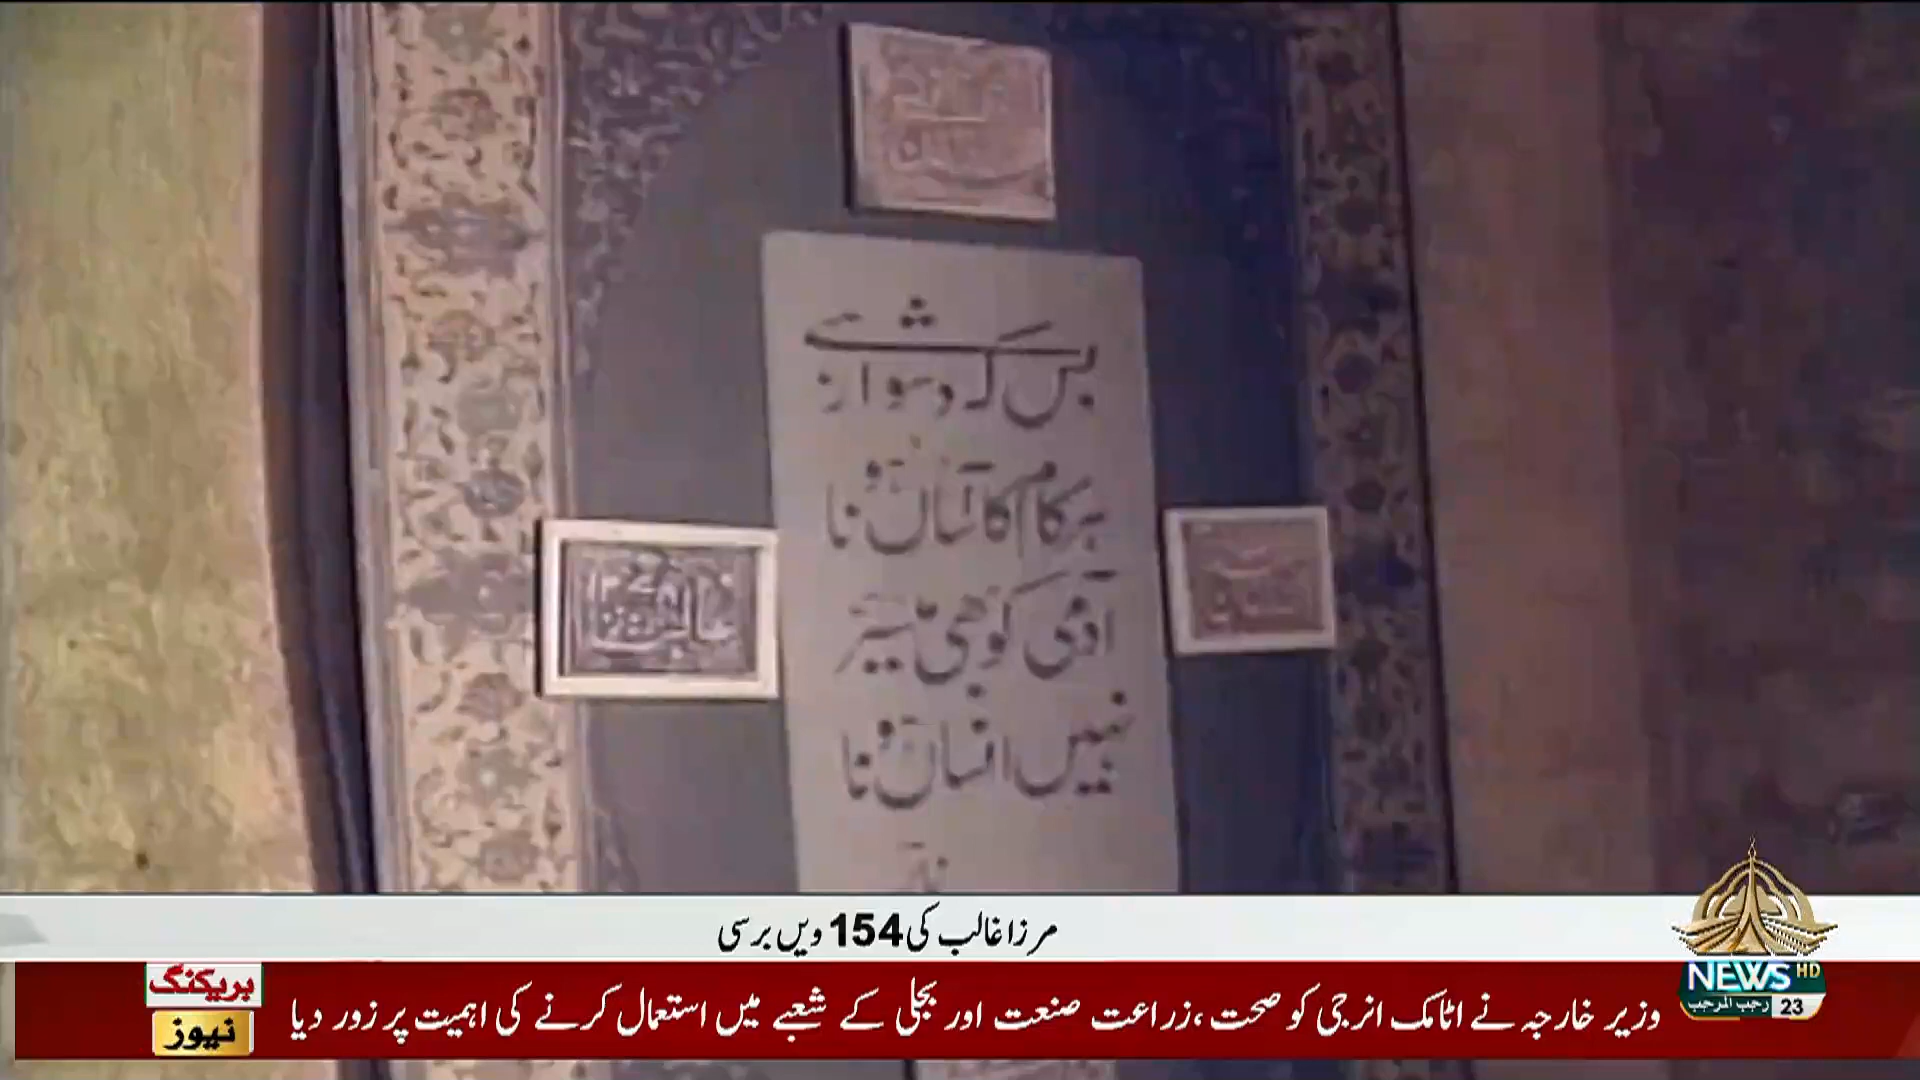 بس کہ دشوار ہے
ہر کام کا آساں ہونا
آدمی کو بھی میسر
نہیں انساں ہونا
مرزا غالب کی 154 ویں برسی
بریکنگ
نیوز
وزیر خارجہ نے اٹامک انرجی کو صحت ،زراعت صنعت اور بجلی کے شعبے میں استعمال کرنے کی اہمیت پر زور دیا
NEWS HD
23 رجب المرجب